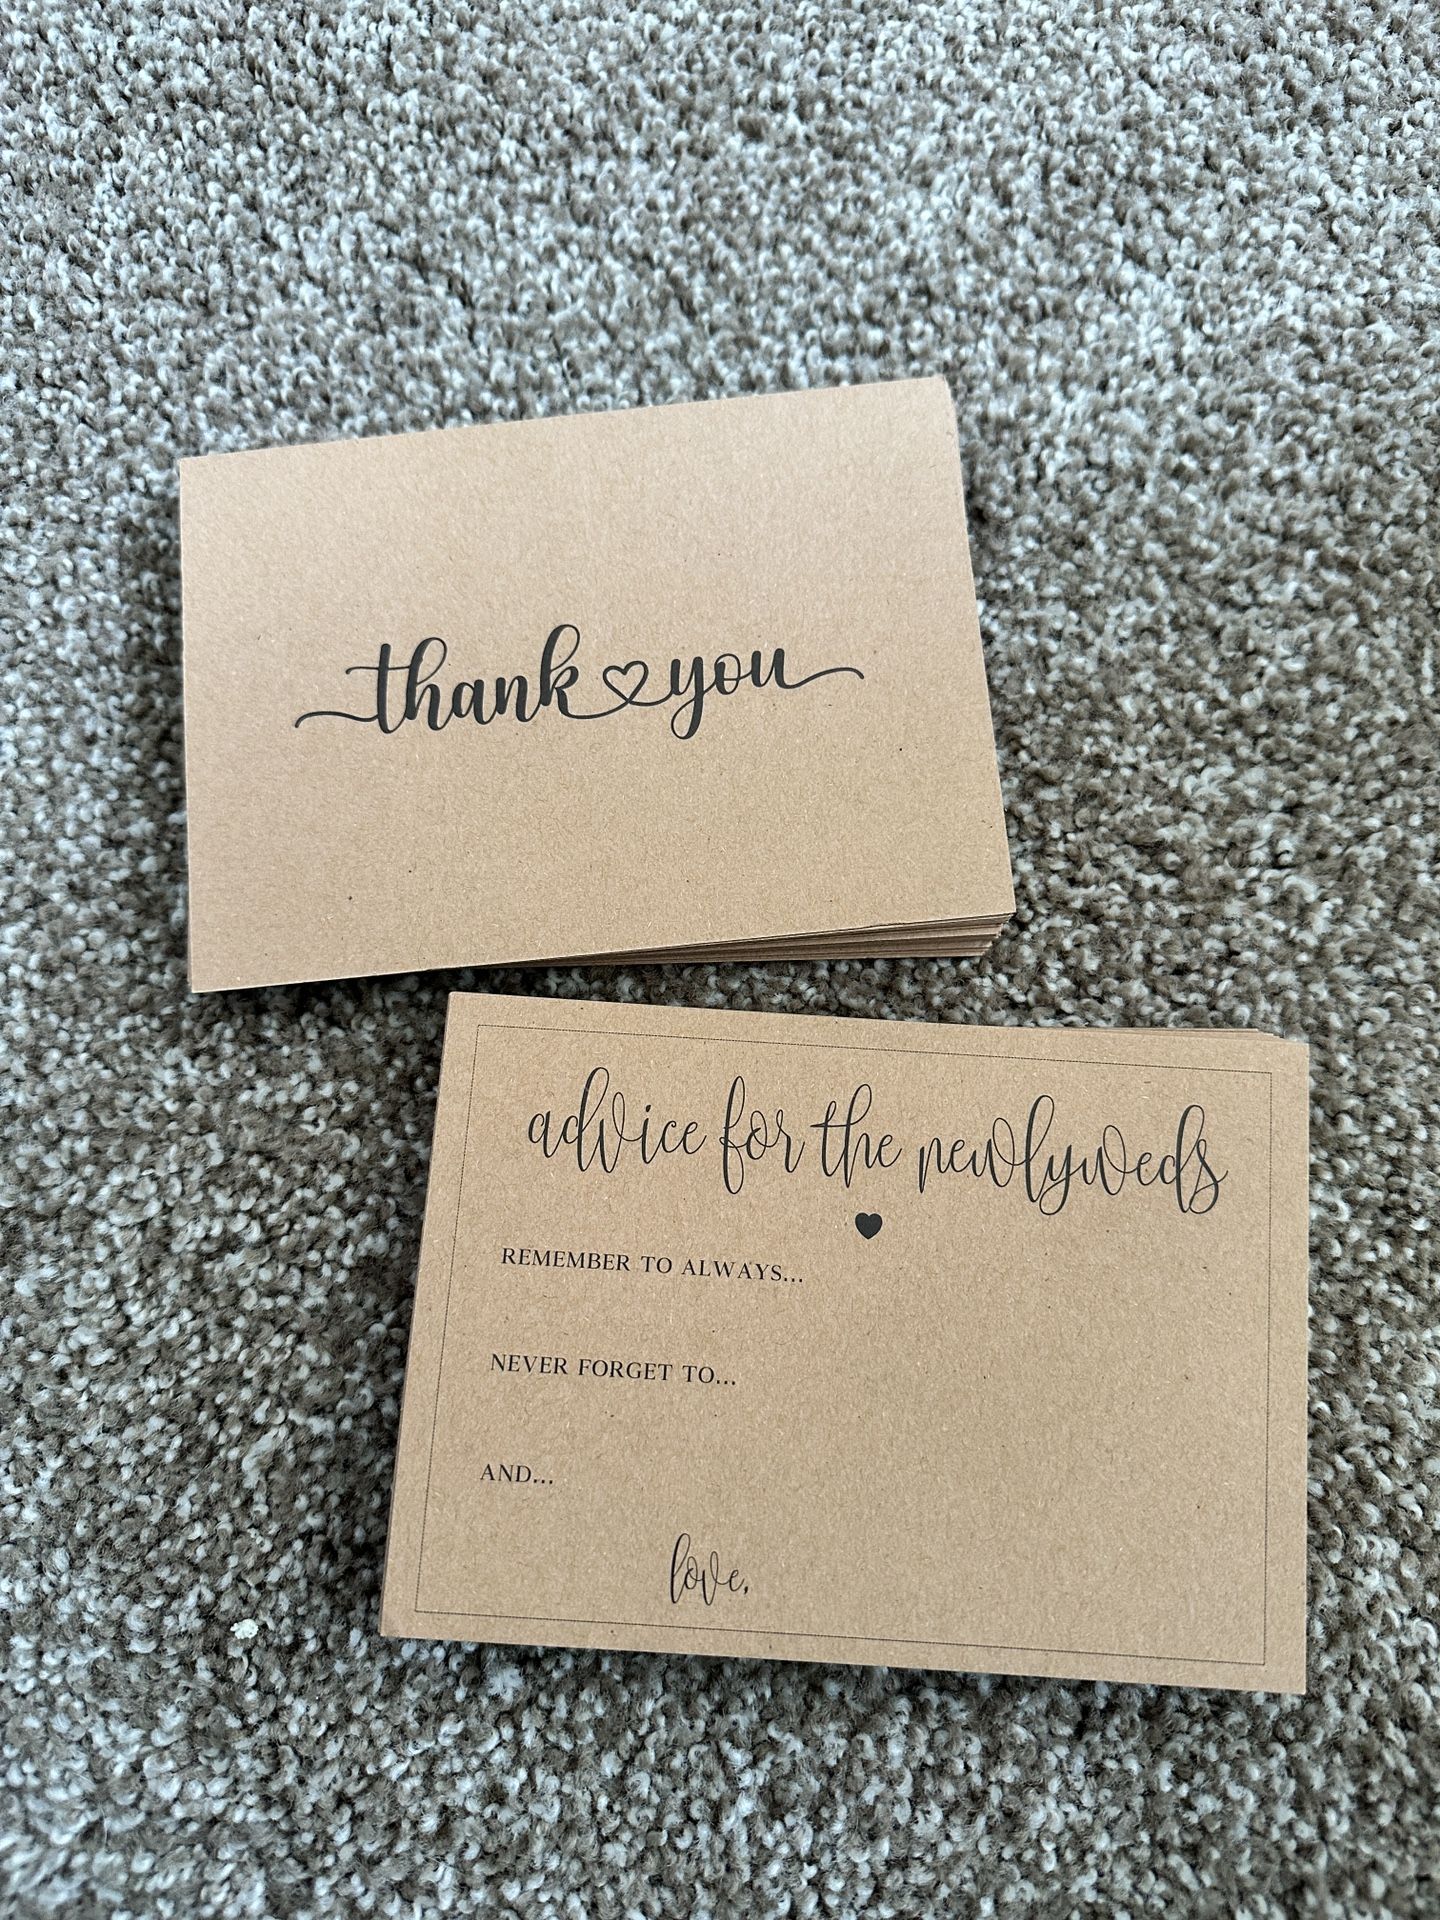 thank you
advice for the newlyweds
REMEMBER TO ALWAYS...
NEVER FORGET TO...
AND...
love,